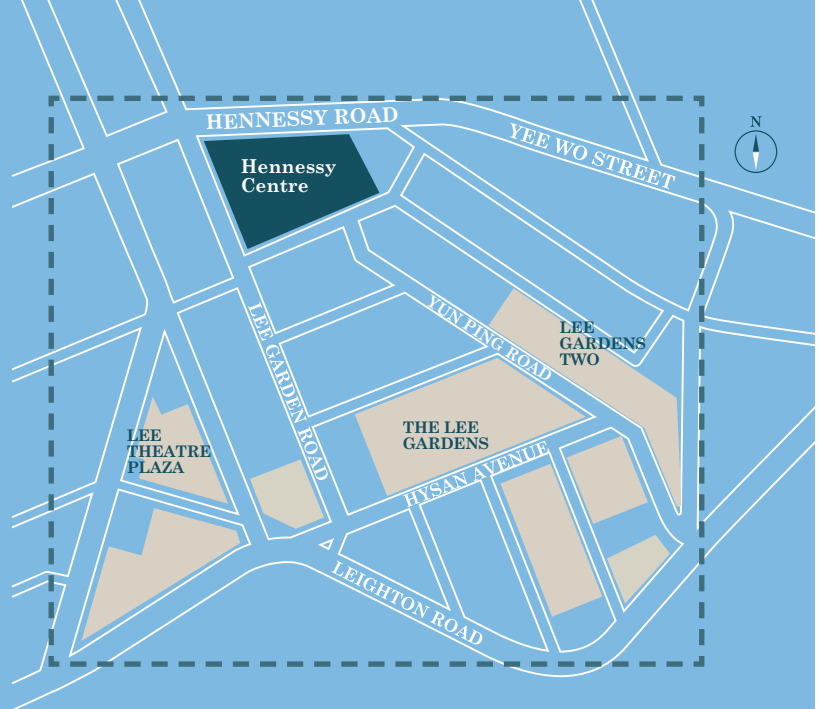 HENNESSY ROAD
N
YEE WO STREET
Hennessy
Centre
LEE GARDEN ROAD
YUN PING ROAD
LEE
GARDENS
TWO
THE LEE
GARDENS
LEE
THEATRE
PLAZA
HYSAN AVENUE
LEIGHTON ROAD